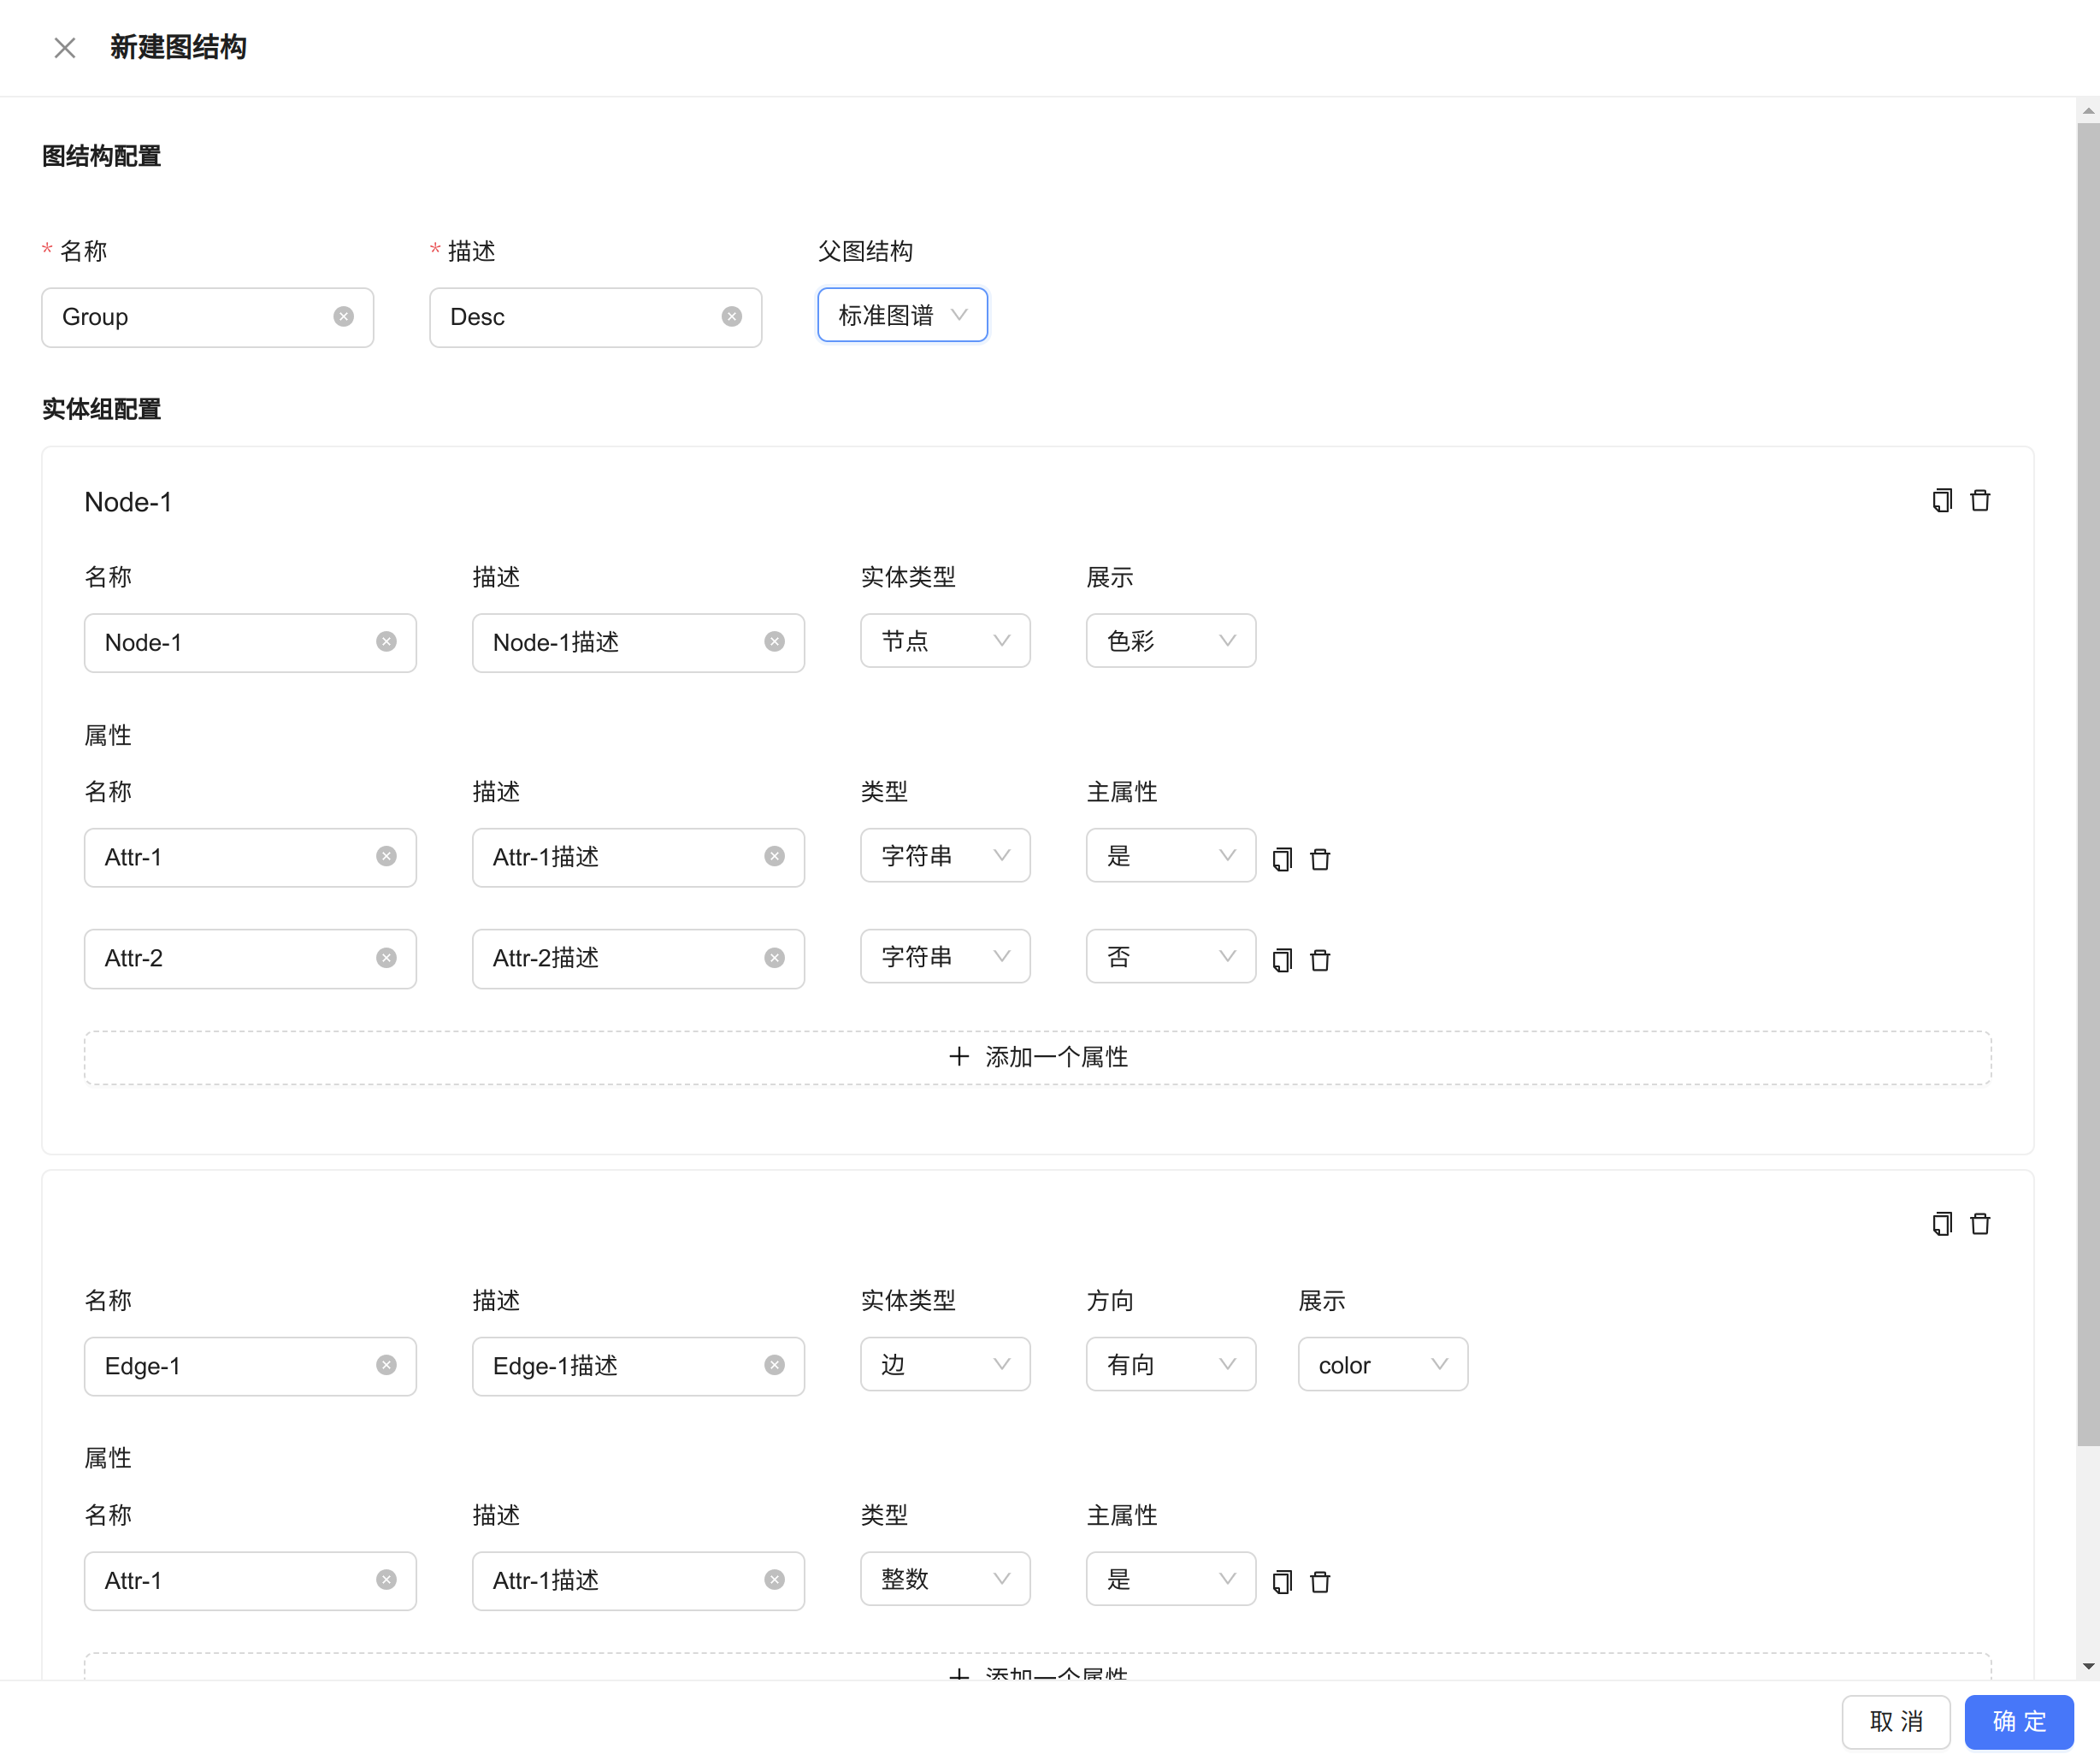 新建图结构
图结构配置
* 名称 * 描述 父图结构
Group Desc 标准图谱
实体组配置
Node-1
名称 描述 实体类型 展示
Node-1 Node-1描述 节点 色彩
属性
名称 描述 类型 主属性
Attr-1 Attr-1描述 字符串 是
Attr-2 Attr-2描述 字符串 否
添加一个属性
名称 描述 实体类型 方向 展示
Edge-1 Edge-1描述 边 有向 color
属性
名称 描述 类型 主属性
Attr-1 Attr-1描述 整数 是
添加一个属性
取 消 确 定